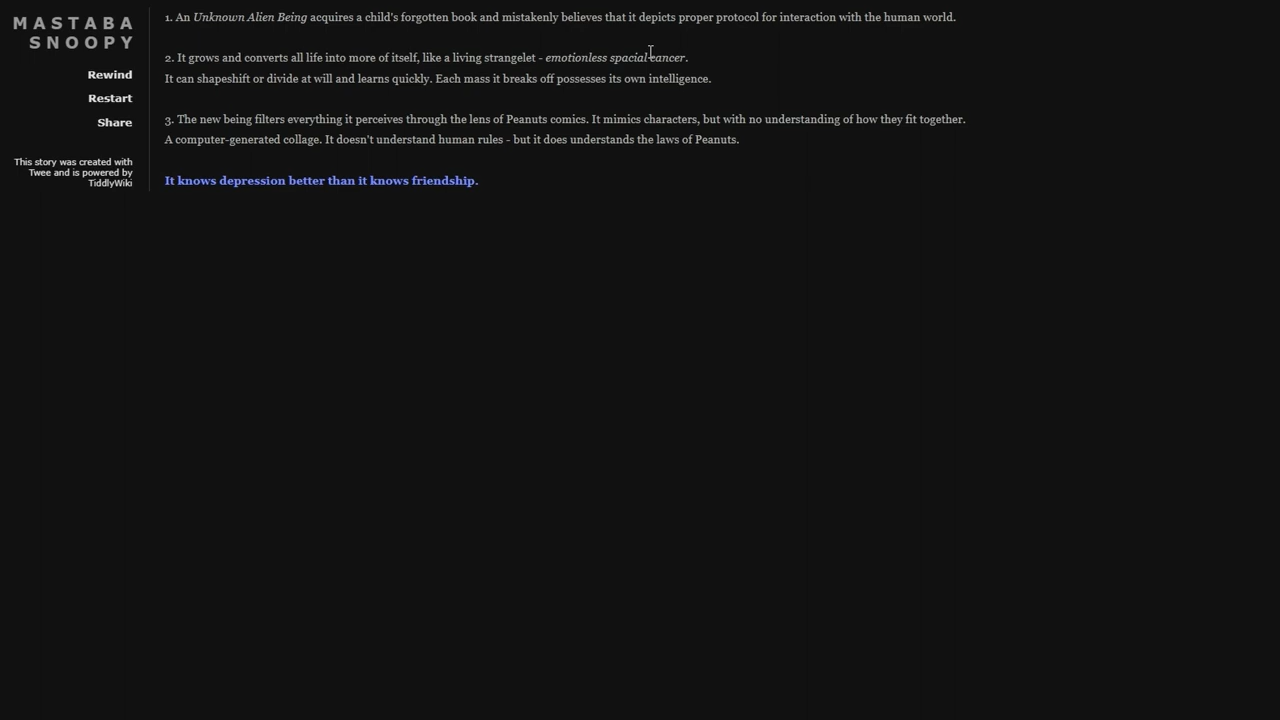 MASTABA
SNOOPY
Rewind
Restart
Share
This story was created with
Twee and is powered by
TiddlyWiki
1. An Unknown Alien Being acquires a child's forgotten book and mistakenly believes that it depicts proper protocol for interaction with the human world.
2. It grows and converts all life into more of itself, like a living strangelet - emotionless spacial cancer.
It can shapeshift or divide at will and learns quickly. Each mass it breaks off possesses its own intelligence.
3. The new being filters everything it perceives through the lens of Peanuts comics. It mimics characters, but with no understanding of how they fit together.
A computer-generated collage. It doesn't understand human rules - but it does understands the laws of Peanuts.
It knows depression better than it knows friendship.